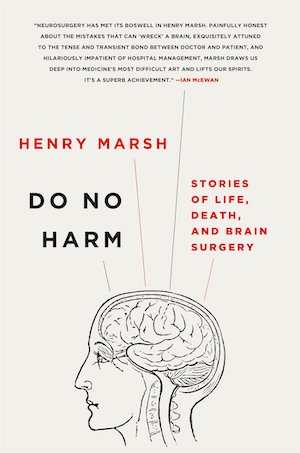 "NEUROSURGERY HAS MET ITS BOSWELL IN HENRY MARSH. PAINFULLY HONEST
ABOUT THE MISTAKES THAT CAN 'WRECK' A BRAIN, EXQUISITELY ATTUNED
TO THE TENSE AND TRANSIENT BOND BETWEEN DOCTOR AND PATIENT, AND
HILARIOUSLY IMPATIENT OF HOSPITAL MANAGEMENT, MARSH DRAWS US
DEEP INTO MEDICINE'S MOST DIFFICULT ART AND LIFTS OUR SPIRITS.
IT'S A SUPERB ACHIEVEMENT." —IAN McEWAN
HENRY MARSH
DO NO
HARM
STORIES
OF LIFE,
DEATH,
AND BRAIN
SURGERY